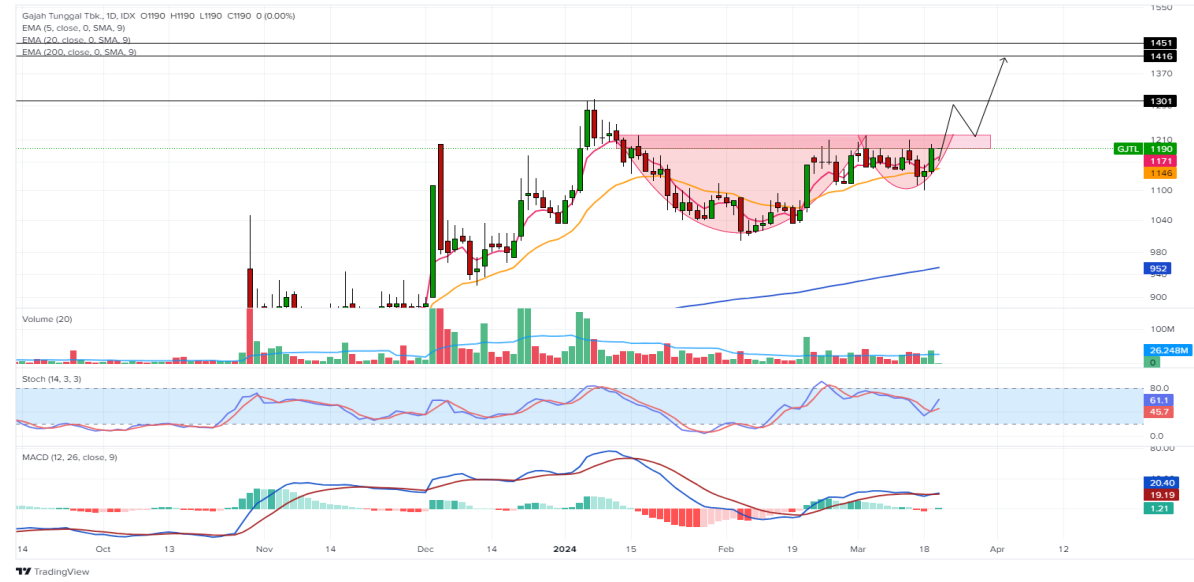 Gajah Tunggal Tbk., 1D, IDX O1190 H1190 L1190 C1190 0 (0.00%)
EMA (5, close, 0, SMA, 9)
EMA (20, close, 0, SMA, 9)
EMA (200, close, 0, SMA, 9)
1550
1451
1416
1370
1301
1210
GJTL 1190
1171
1146
1100
1040
980
952
900
Volume (20)
100M
26.248M
0
Stoch (14, 3, 3)
80.0
61.1
45.7
0.0
MACD (12, 26, close, 9)
80.00
20.40
19.19
1.21
14 Oct 13 Nov 14 Dec 14 2024 15 Feb 19 Mar 18 Apr 12
TradingView